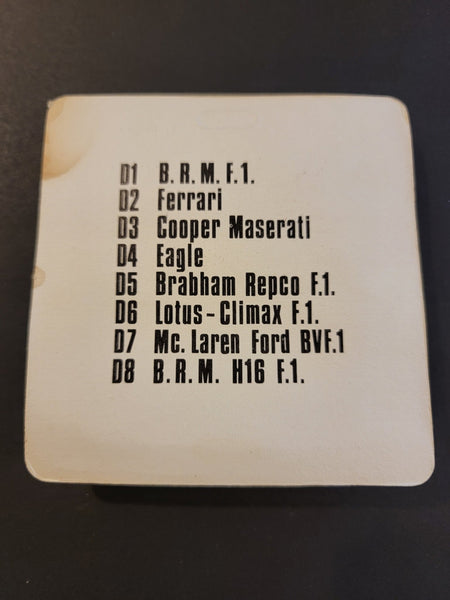 D1 B.R.M. F.1.
D2 Ferrari
D3 Cooper Maserati
D4 Eagle
D5 Brabham Repco F.1.
D6 Lotus-Climax F.1.
D7 Mc. Laren Ford BVF.1
D8 B.R.M. H16 F.1.